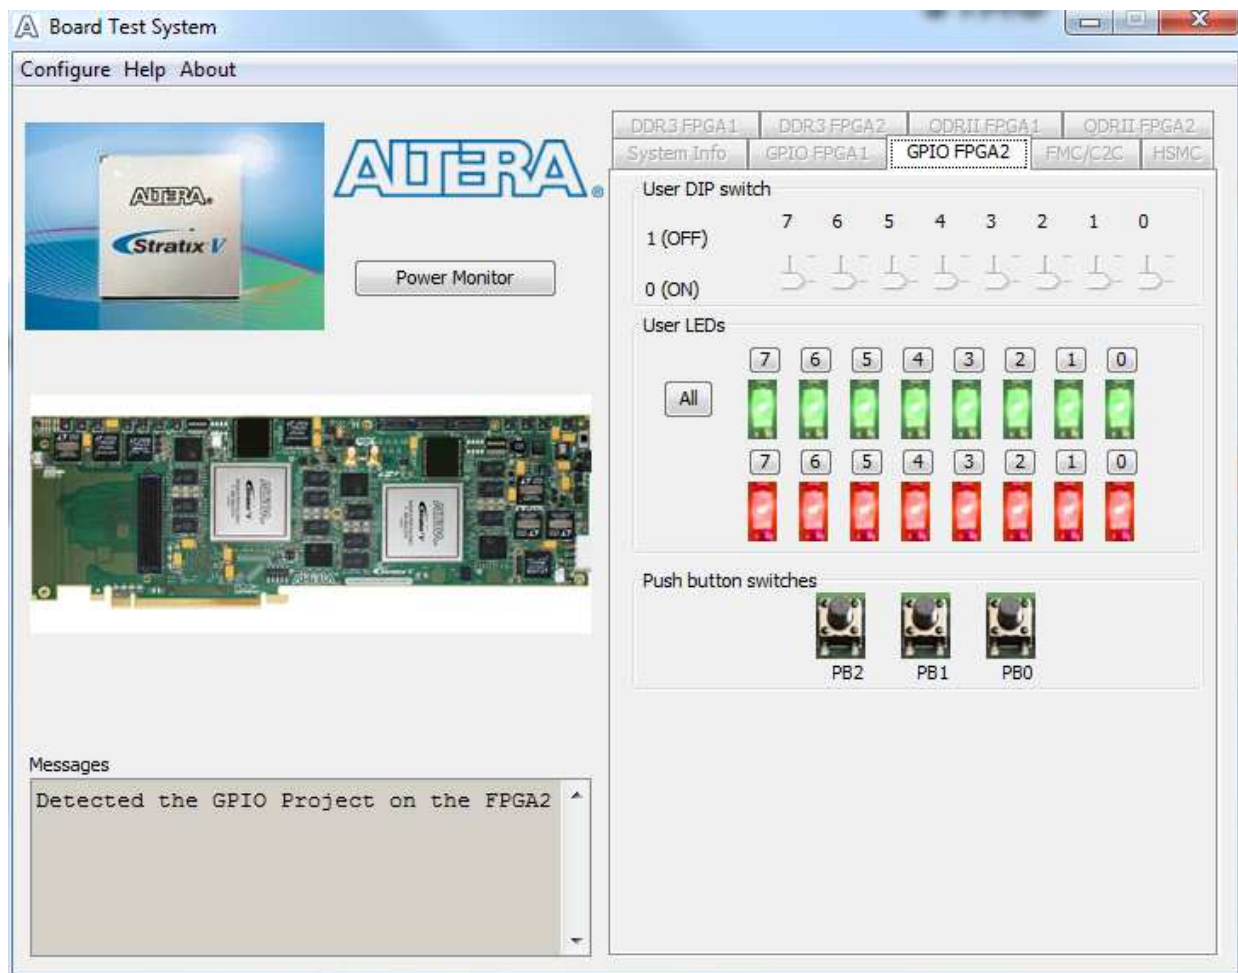 Board Test System
Configure Help About
ALTERA®
Stratix V
ALTERA®
Power Monitor
Messages
Detected the GPIO Project on the FPGA2
DDR3 FPGA1 DDR3 FPGA2 QDRII FPGA1 QDRII FPGA2
System Info GPIO FPGA1 GPIO FPGA2 FMC/C2C HSMC
User DIP switch
7 6 5 4 3 2 1 0
1 (OFF)
0 (ON)
User LEDs
7 6 5 4 3 2 1 0
All
7 6 5 4 3 2 1 0
Push button switches
PB2 PB1 PB0